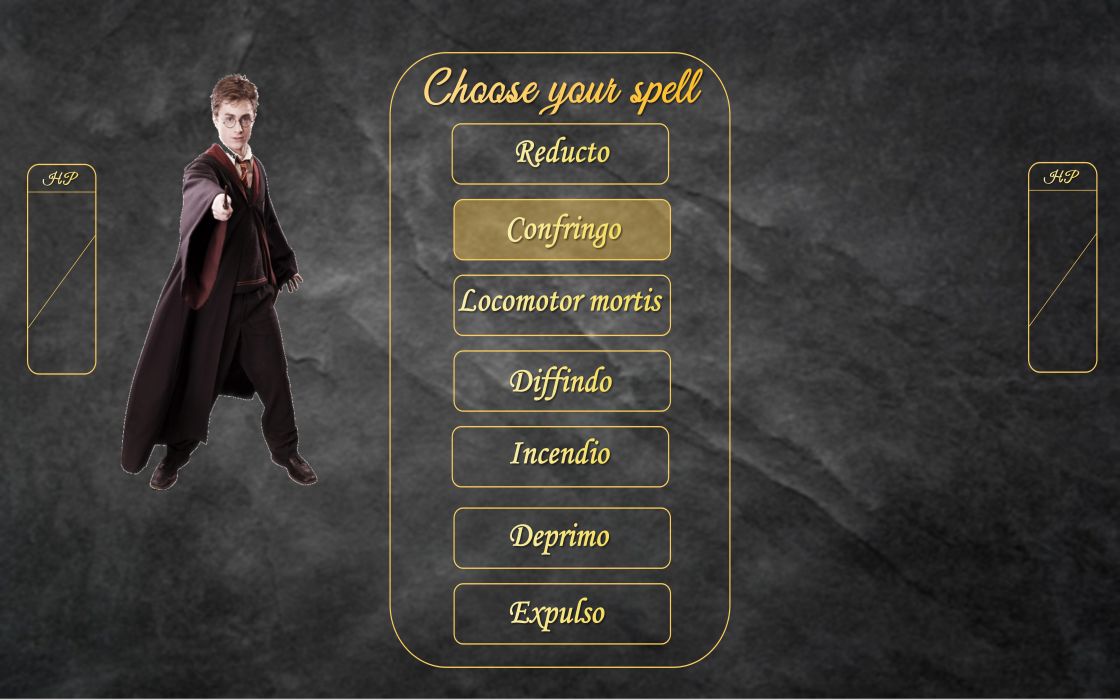 Choose your spell
HP
HP
Reducto
Confringo
Locomotor mortis
Diffindo
Incendio
Deprimo
Expulso